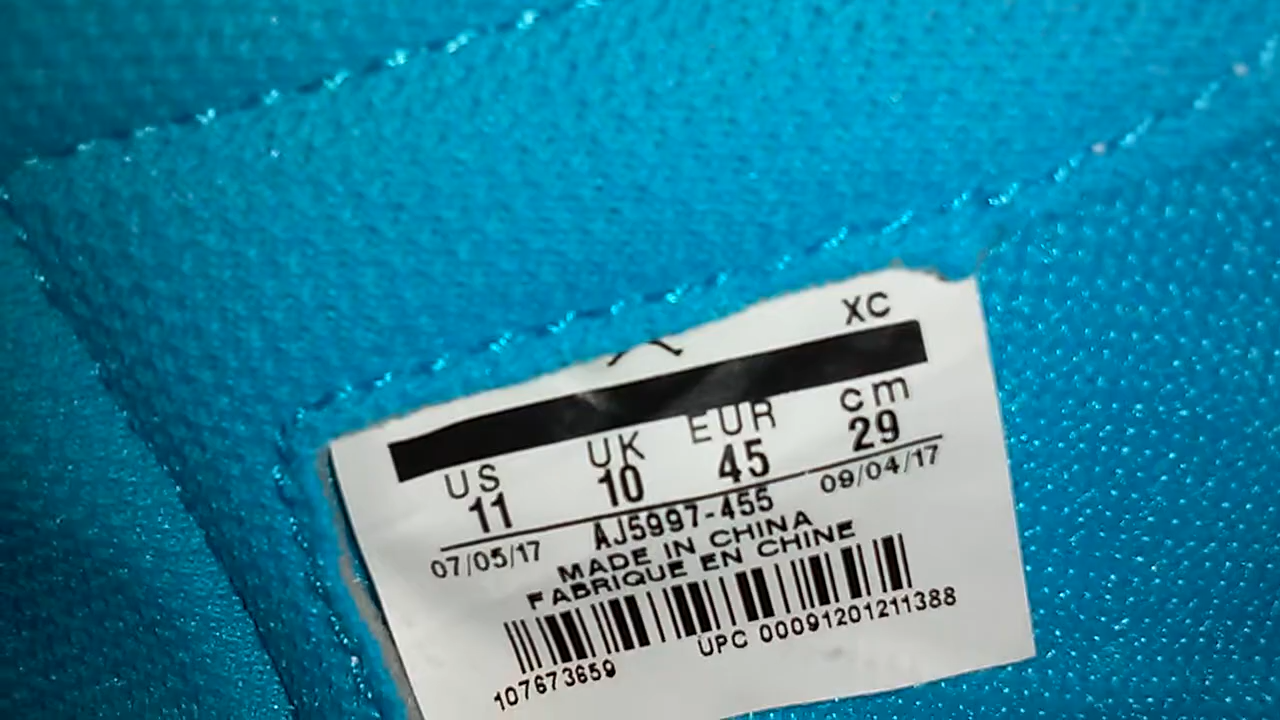 XC
US UK EUR cm
11 10 45 29
07/05/17 AJ5997-455 09/04/17
MADE IN CHINA
FABRIQUE EN CHINE
107673659 UPC 00091201211388